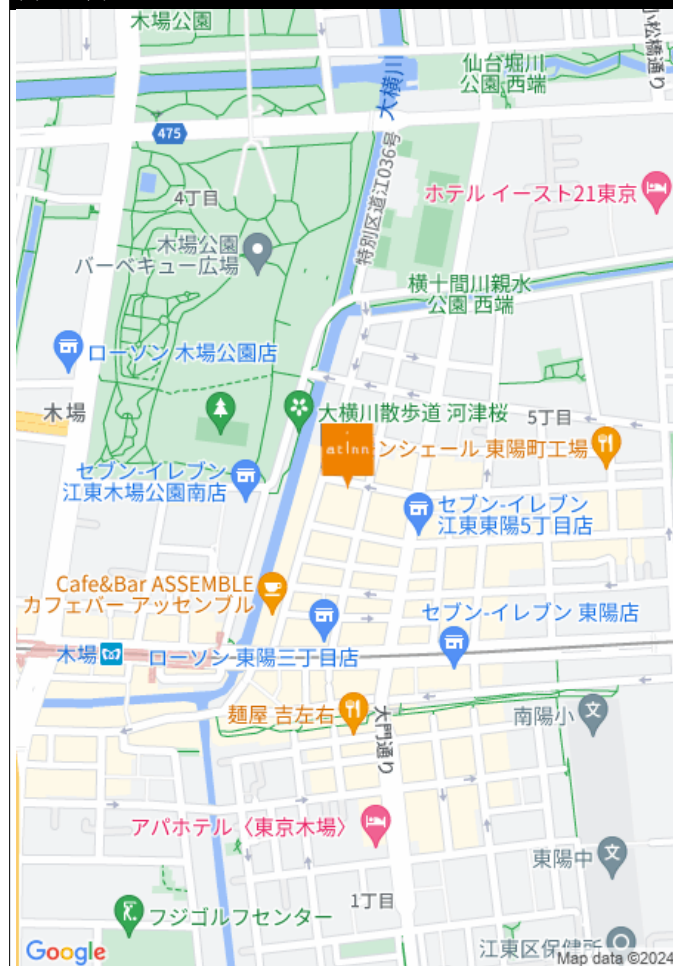 木場公園
小松橋通り
仙台堀川
公園 西端
大横川
475
特別区道江036号
4丁目
ホテル イースト21東京
木場公園
バーベキュー広場
横十間川親水
公園 西端
ローソン 木場公園店
木場
大横川散歩道 河津桜
5丁目
at inn
ンシェール 東陽町工場
セブン-イレブン
江東木場公園南店
セブン-イレブン
江東東陽5丁目店
Cafe&Bar ASSEMBLE
カフェバー アッセンブル
セブン-イレブン 東陽店
木場
ローソン 東陽三丁目店
麺屋 吉左右
大門通り
南陽小
文
アパホテル〈東京木場〉
東陽中
文
1丁目
フジゴルフセンター
江東区保健所
Google
Map data ©2024